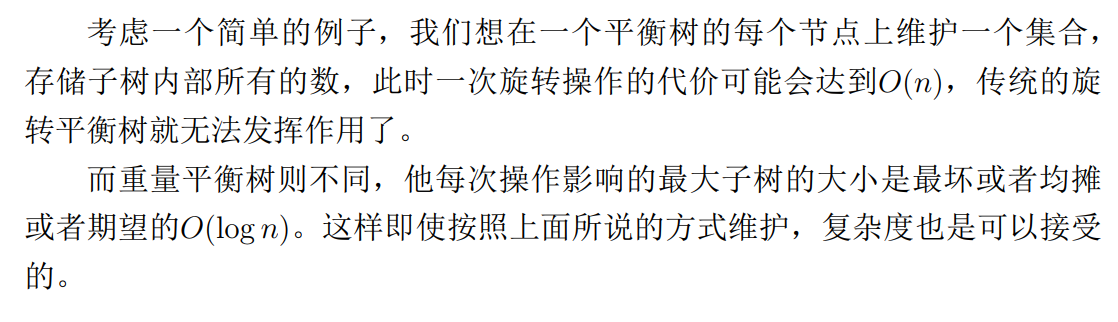 考虑一个简单的例子，我们想在一个平衡树的每个节点上维护一个集合，
存储子树内部所有的数，此时一次旋转操作的代价可能会达到O(n)，传统的旋
转平衡树就无法发挥作用了。
而重量平衡树则不同，他每次操作影响的最大子树的大小是最坏或者均摊
或者期望的O(log n)。这样即使按照上面所说的方式维护，复杂度也是可以接受
的。